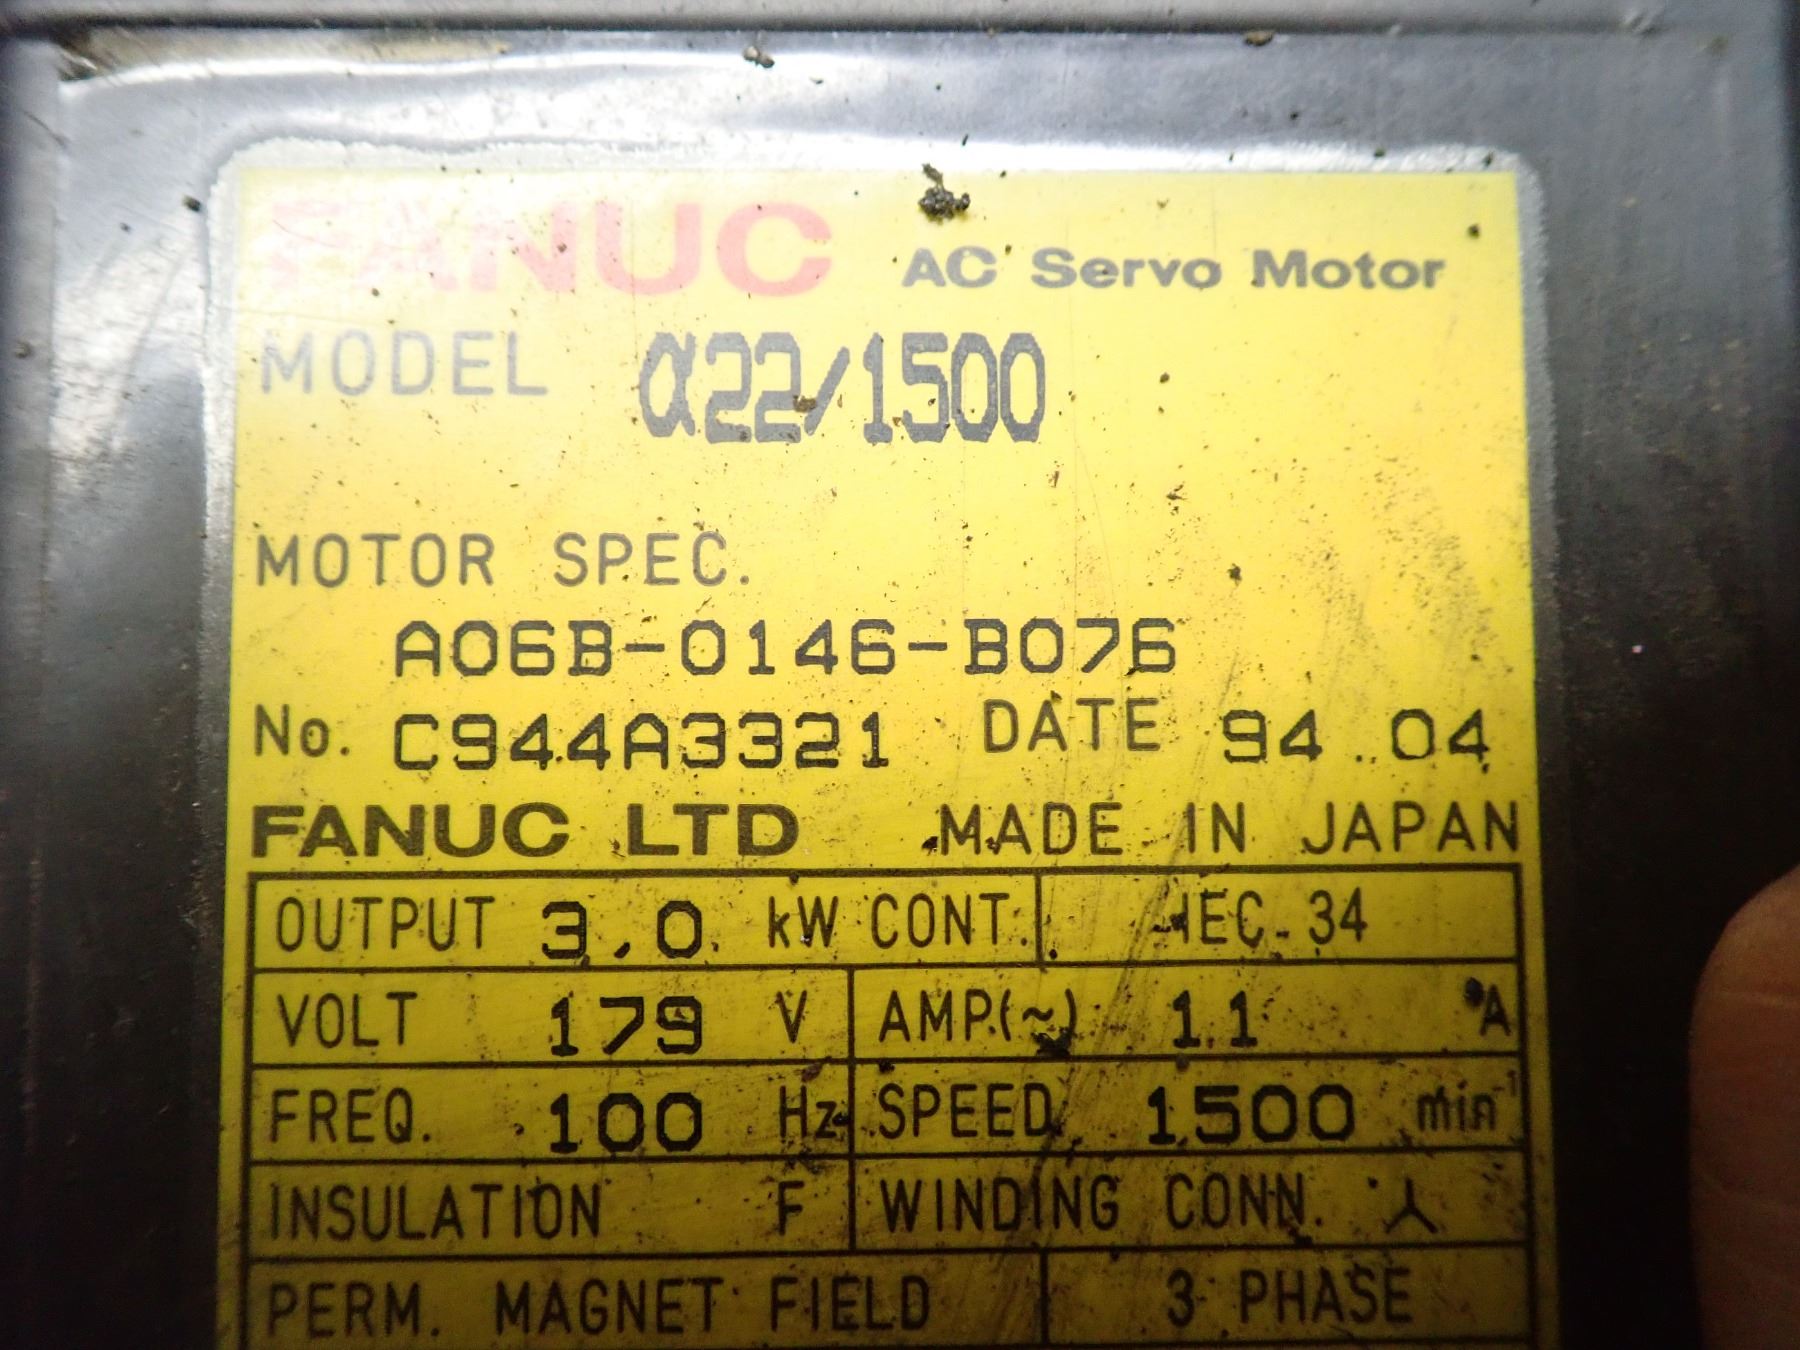 FANUC AC Servo Motor
MODEL α22/1500
MOTOR SPEC.
A06B-0146-B076
No. C944A3321 DATE 94.04
FANUC LTD MADE IN JAPAN
OUTPUT 3.0 kW CONT. IEC. 34
VOLT 179 V AMP.(~) 11 A
FREQ. 100 Hz SPEED 1500 min⁻¹
INSULATION F WINDING CONN. ⅄
PERM. MAGNET FIELD 3 PHASE